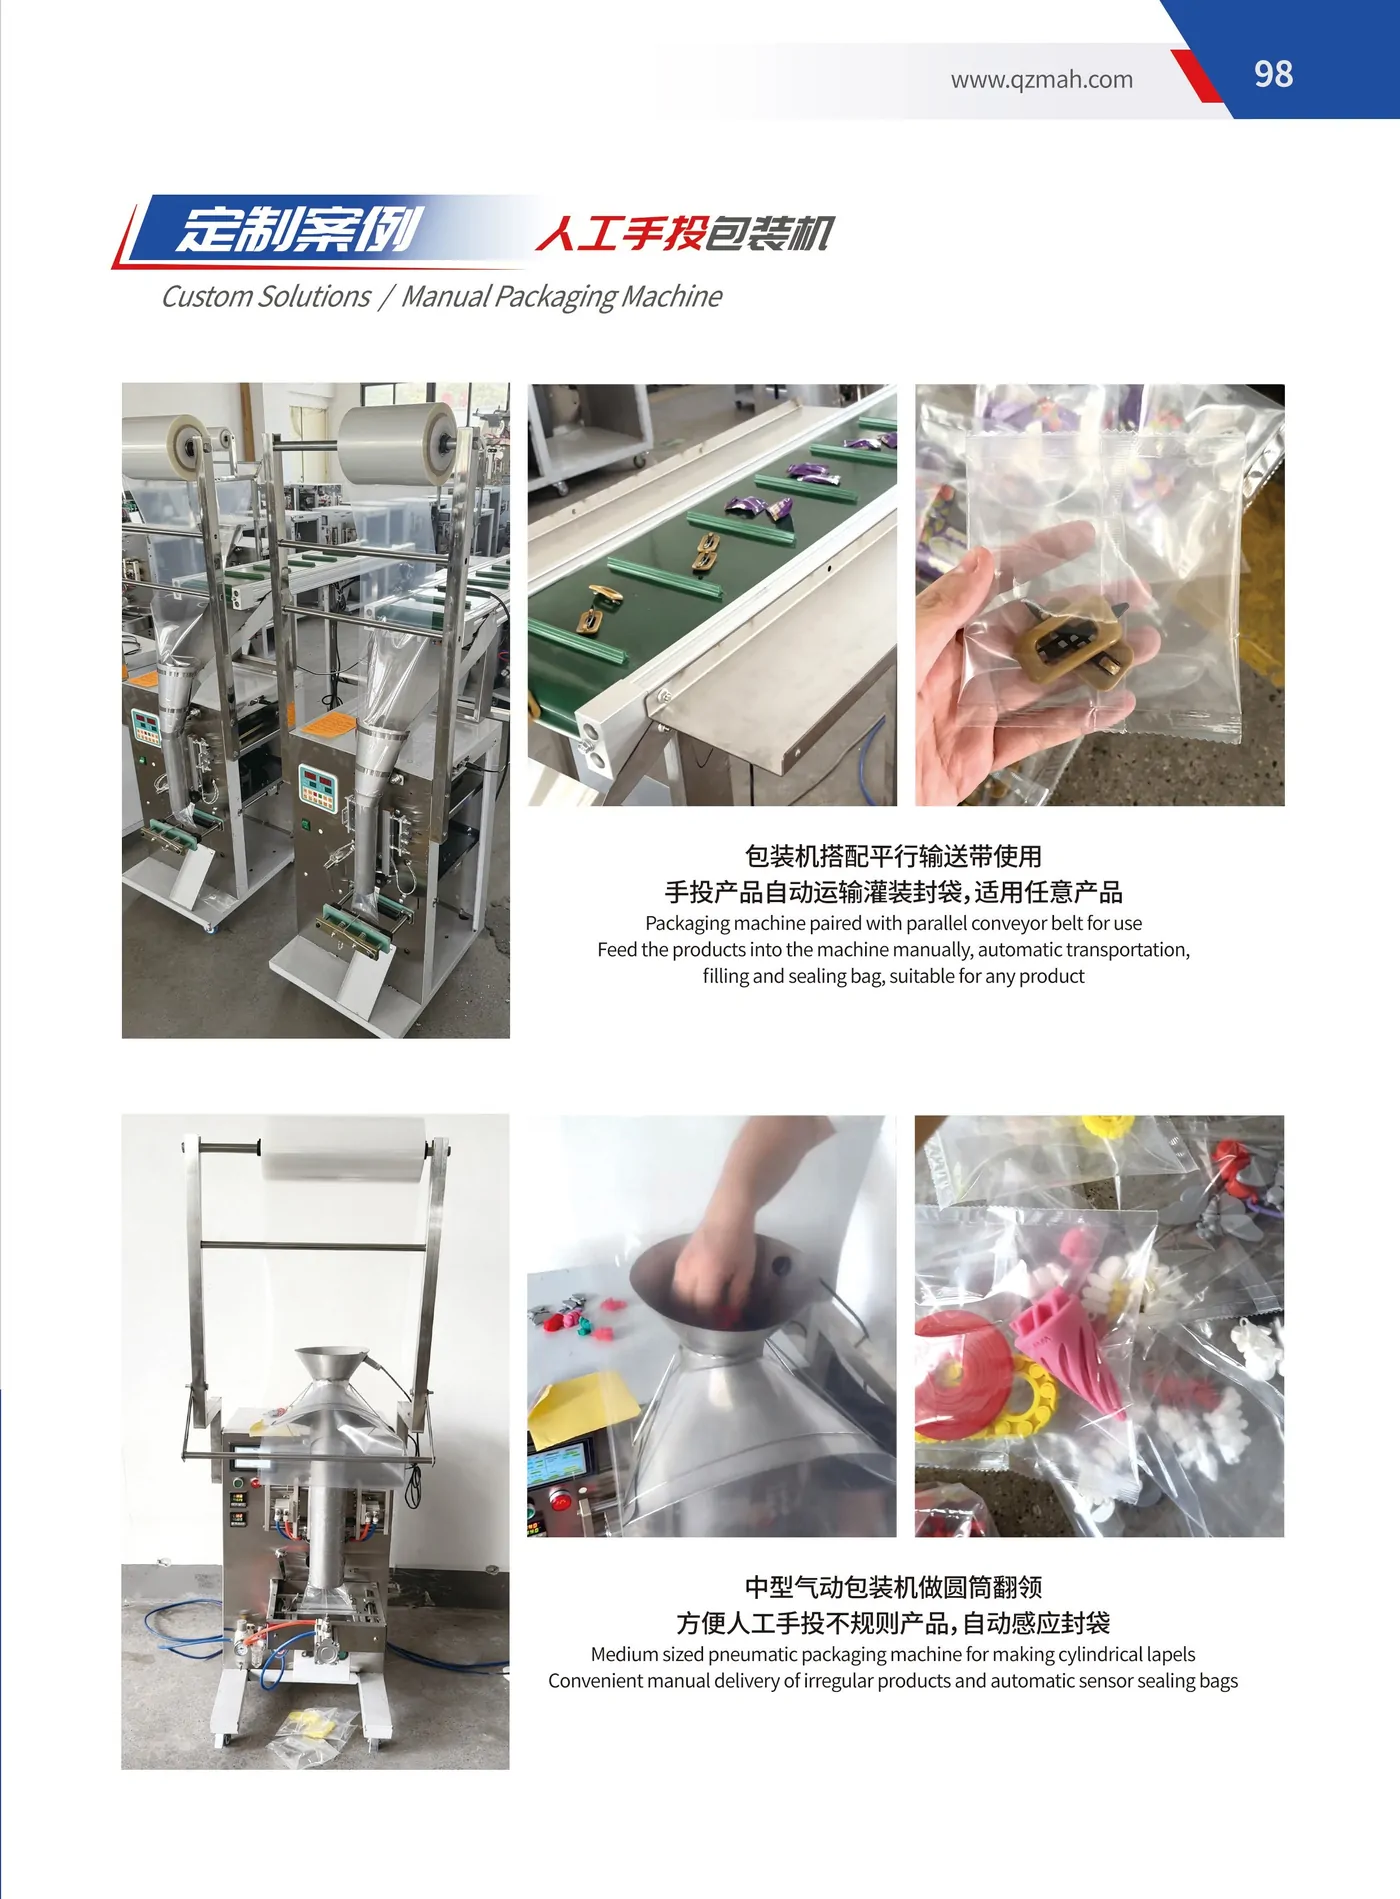 www.qzmah.com
98
定制案例
人工手投包装机
Custom Solutions / Manual Packaging Machine
包装机搭配平行输送带使用
手投产品自动运输灌装封袋,适用任意产品
Packaging machine paired with parallel conveyor belt for use
Feed the products into the machine manually, automatic transportation,
filling and sealing bag, suitable for any product
中型气动包装机做圆筒翻领
方便人工手投不规则产品,自动感应封袋
Medium sized pneumatic packaging machine for making cylindrical lapels
Convenient manual delivery of irregular products and automatic sensor sealing bags